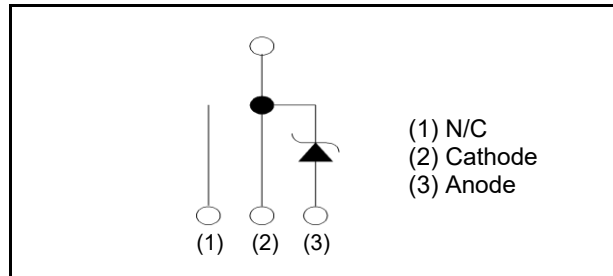 (1) N/C
(2) Cathode
(3) Anode
(1) (2) (3)